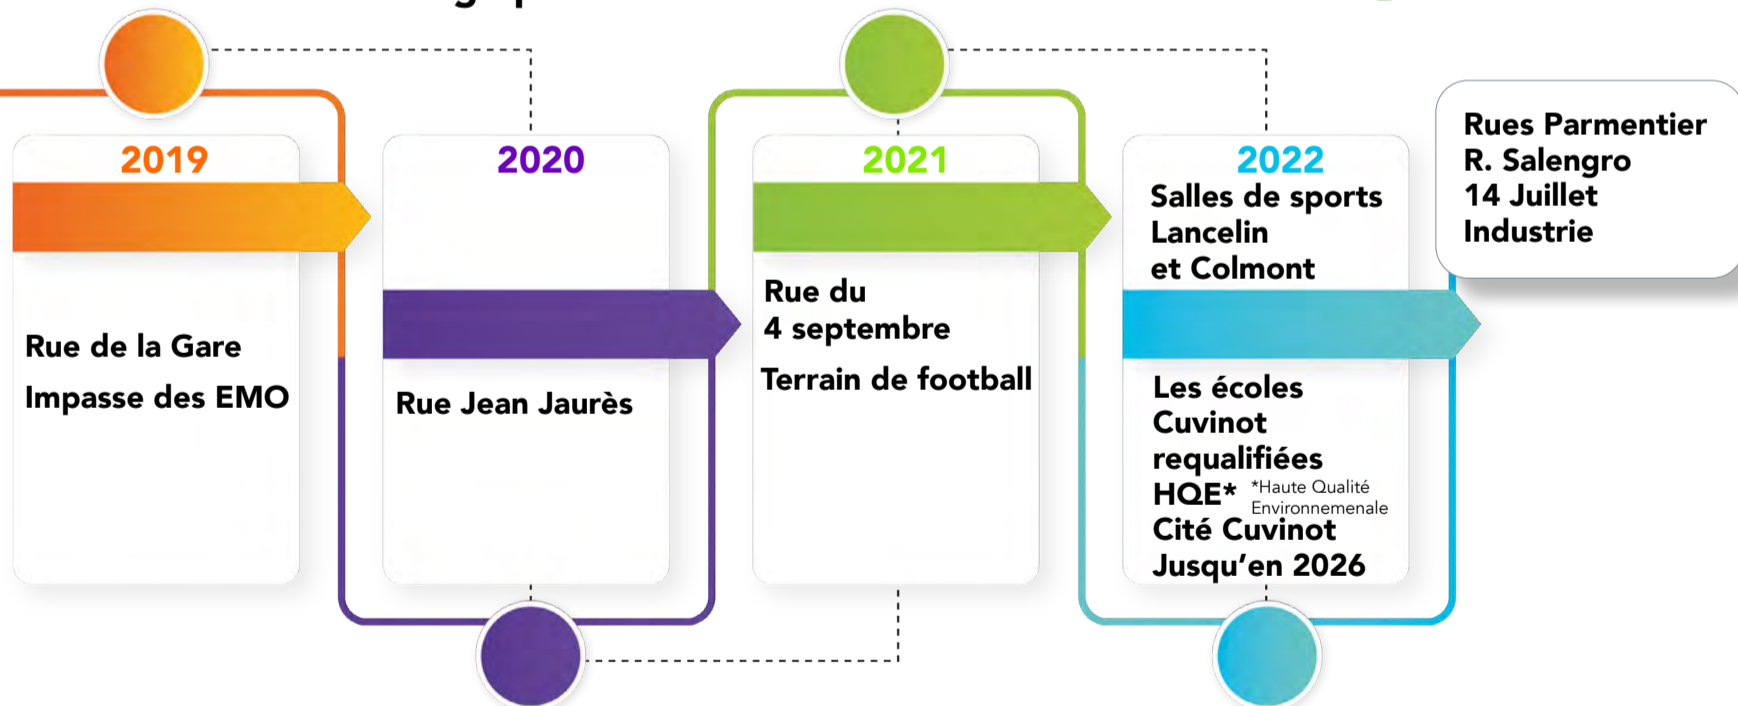 2019
Rue de la Gare
Impasse des EMO
2020
Rue Jean Jaurès
2021
Rue du
4 septembre
Terrain de football
2022
Salles de sports
Lancelin
et Colmont
Les écoles
Cuvinot
requalifiées
HQE* *Haute Qualité
Environnemenale
Cité Cuvinot
Jusqu’en 2026
Rues Parmentier
R. Salengro
14 Juillet
Industrie